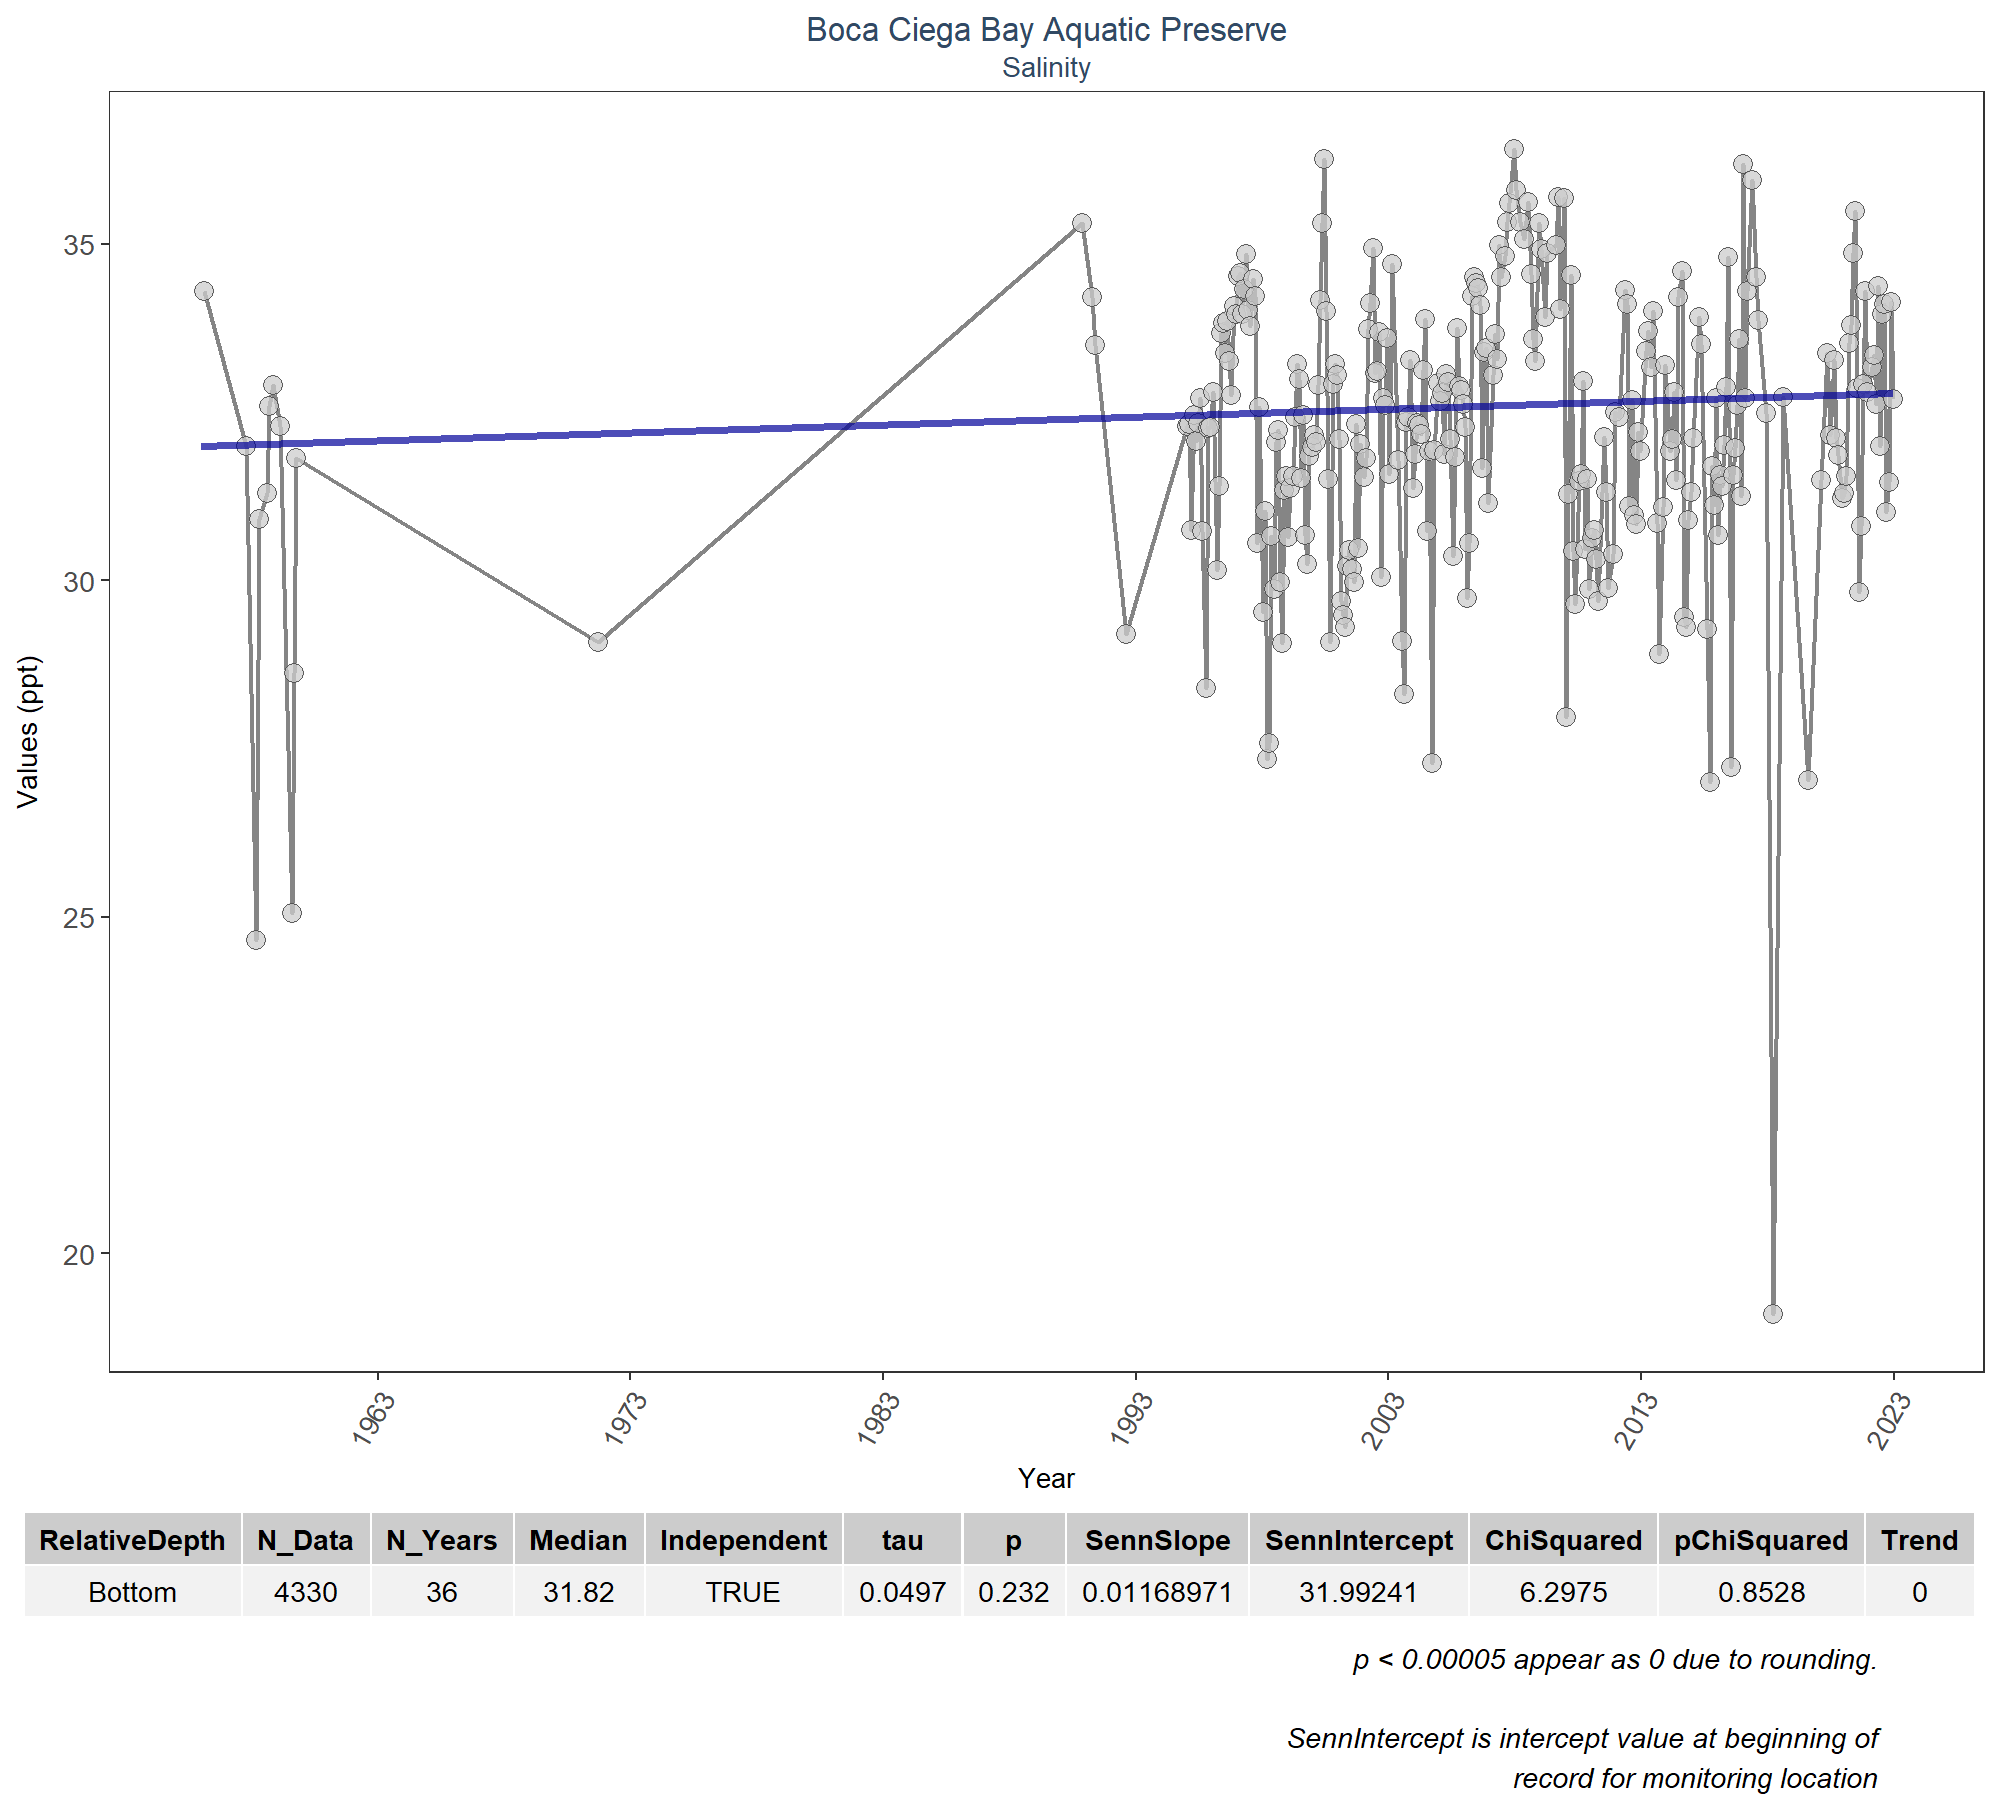 Boca Ciega Bay Aquatic Preserve
Salinity
35
30
25
20
Values (ppt)
1963
1973
1983
1993
2003
2013
2023
Year
RelativeDepth N_Data N_Years Median Independent tau p SennSlope SennIntercept ChiSquared pChiSquared Trend
Bottom 4330 36 31.82 TRUE 0.0497 0.232 0.01168971 31.99241 6.2975 0.8528 0
p < 0.00005 appear as 0 due to rounding.
SennIntercept is intercept value at beginning of
record for monitoring location